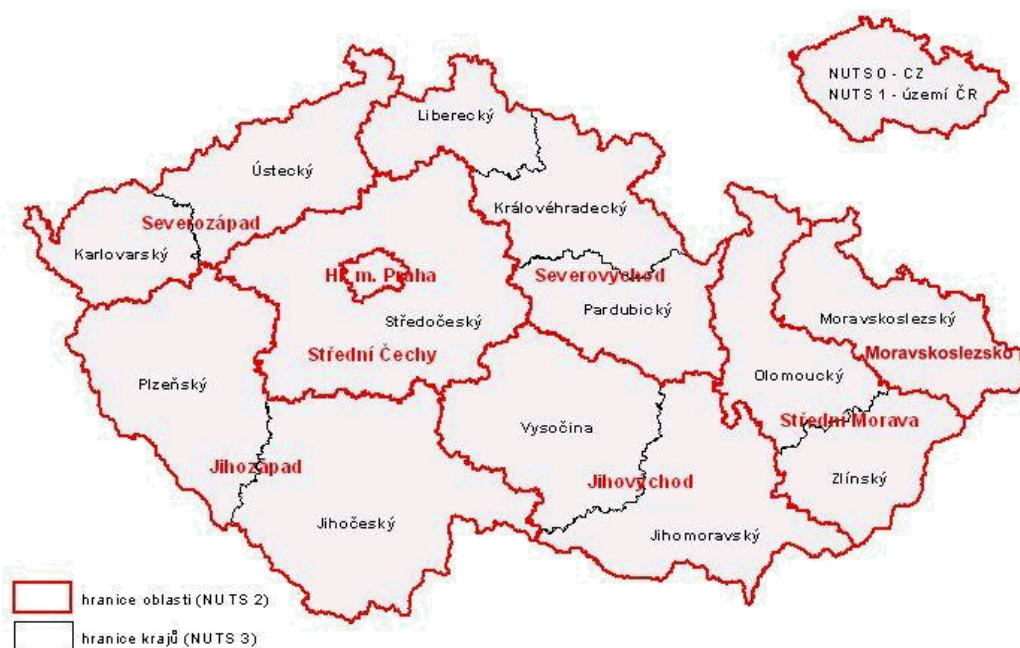 NUTS 0 - CZ
NUTS 1 - území ČR
Liberecký
Ústecký
Královéhradecký
Severozápad
Karlovarský
Hl. m. Praha
Severovýchod
Pardubický
Středočeský
Moravskoslezský
Střední Čechy
Moravskoslezsko
Plzeňský
Olomoucký
Střední Morava
Vysočina
Jihozápad
Jihovýchod
Zlínský
Jihočeský
Jihomoravský
hranice oblasti (NUTS 2)
hranice krajů (NUTS 3)